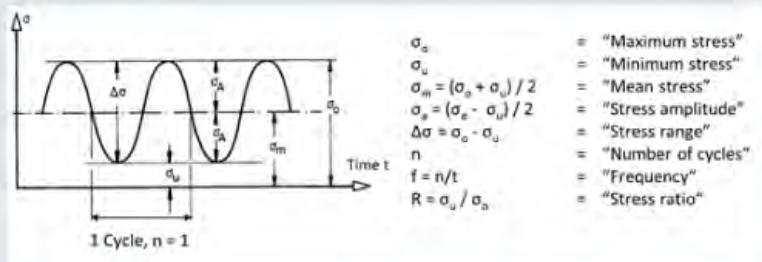 σ
Δσ
σA
σA
σo
σm
σu
Time t
1 Cycle, n = 1
σo = "Maximum stress"
σu = "Minimum stress"
σm = (σo + σu) / 2 = "Mean stress"
σa = (σo - σu) / 2 = "Stress amplitude"
Δσ = σo - σu = "Stress range"
n = "Number of cycles"
f = n/t = "Frequency"
R = σu / σo = "Stress ratio"